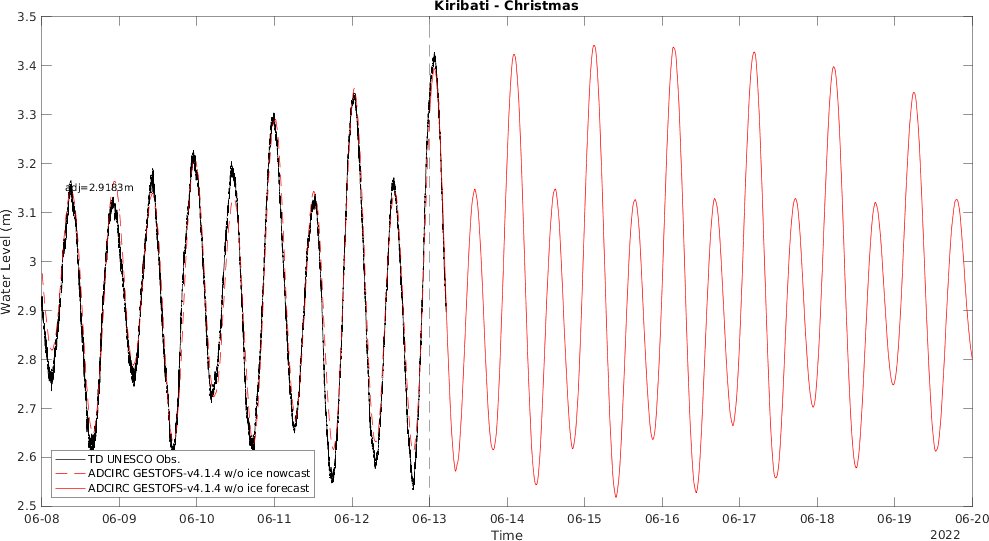 Kiribati - Christmas
3.5
3.4
3.3
3.2
3.1
3
2.9
2.8
2.7
2.6
2.5
Water Level (m)
adj=2.9183m
TD UNESCO Obs.
ADCIRC GESTOFS-v4.1.4 w/o ice nowcast
ADCIRC GESTOFS-v4.1.4 w/o ice forecast
06-08 06-09 06-10 06-11 06-12 06-13 06-14 06-15 06-16 06-17 06-18 06-19 06-20
Time
2022